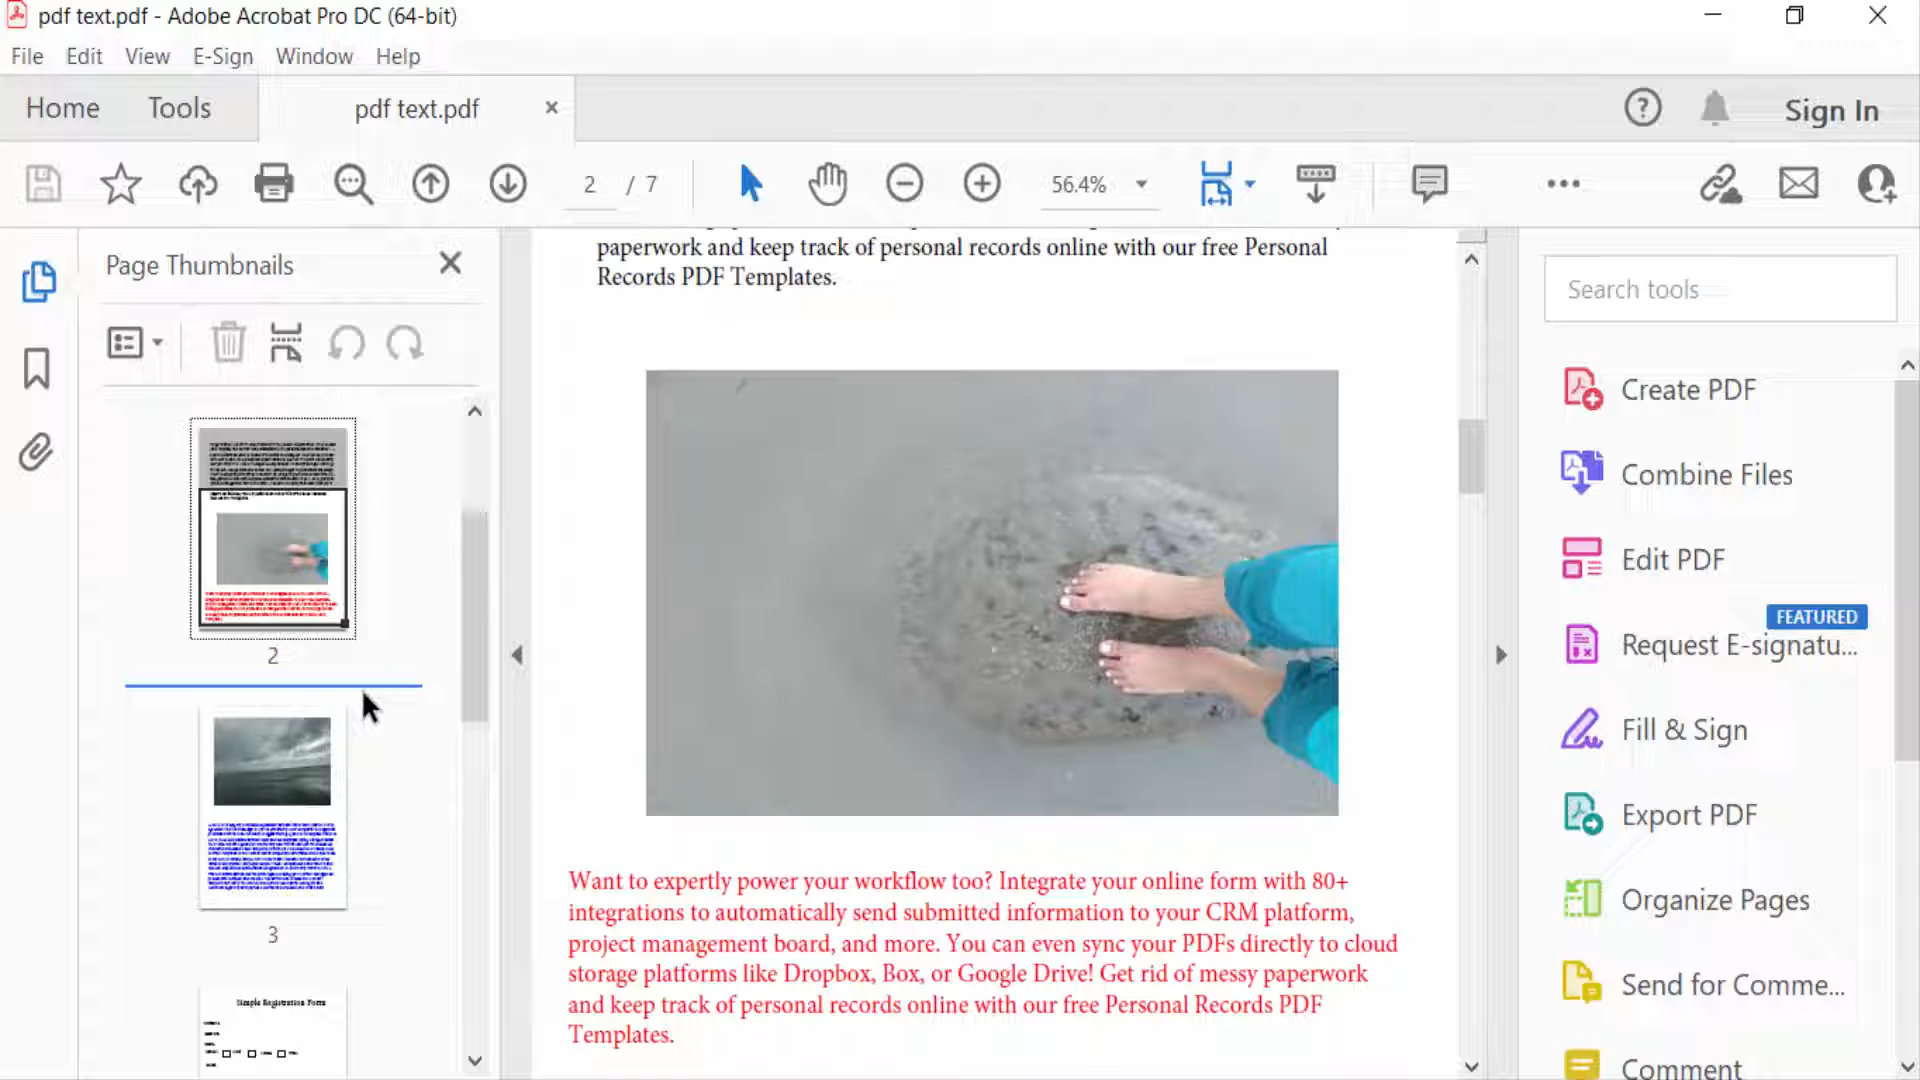 pdf text.pdf - Adobe Acrobat Pro DC (64-bit)
File Edit View E-Sign Window Help
Home Tools pdf text.pdf Sign In
2 / 7 56.4%
Page Thumbnails
2
3
Simple Registration Form
paperwork and keep track of personal records online with our free Personal
Records PDF Templates.
Want to expertly power your workflow too? Integrate your online form with 80+
integrations to automatically send submitted information to your CRM platform,
project management board, and more. You can even sync your PDFs directly to cloud
storage platforms like Dropbox, Box, or Google Drive! Get rid of messy paperwork
and keep track of personal records online with our free Personal Records PDF
Templates.
Search tools
Create PDF
Combine Files
Edit PDF
FEATURED
Request E-signatu...
Fill & Sign
Export PDF
Organize Pages
Send for Comme...
Comment